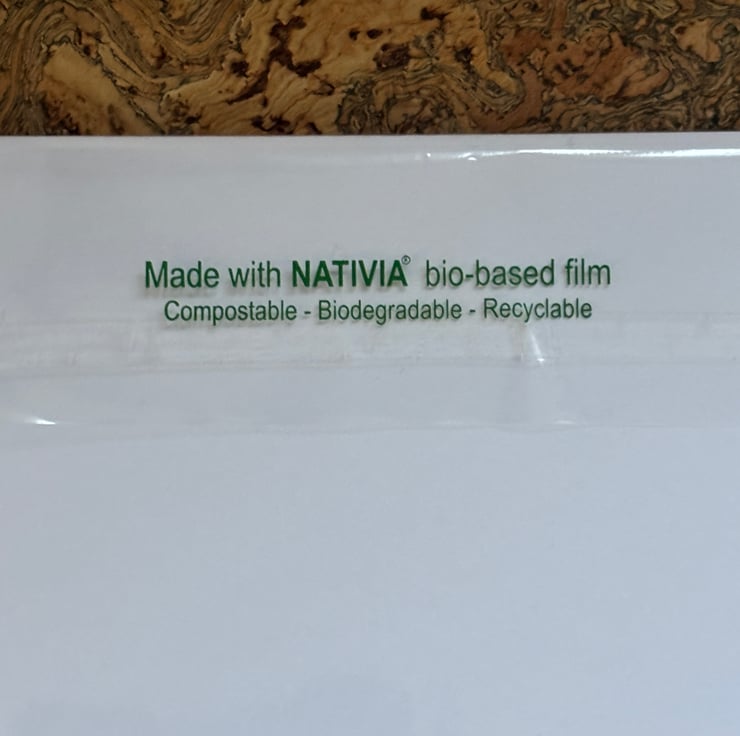 Made with NATIVIA® bio-based film
Compostable - Biodegradable - Recyclable